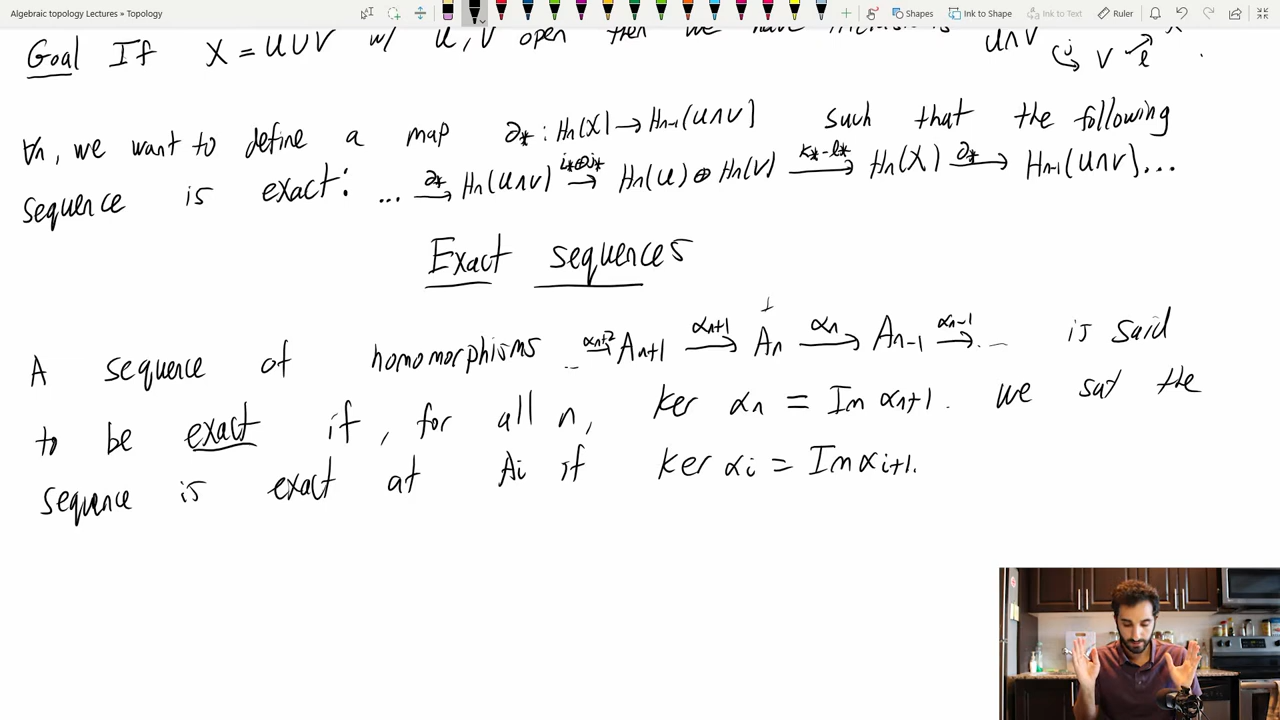 Algebraic topology Lectures » Topology
Shapes Ink to Shape Ink to Text Ruler
Goal If X = U∪V w/ U, V open then we have
U∩V j V l X
∀n, we want to define a map ∂* : Hn(X) → Hn-1(U∩V) such that the following
sequence is exact: ... ∂*→ Hn(U∩V) i*⊕j*→ Hn(U) ⊕ Hn(V) k*-l*→ Hn(X) ∂*→ Hn-1(U∩V)...
Exact sequences
A sequence of homomorphisms ... αn+2→ An+1 αn+1→ An αn→ An-1 αn-1→ ... is said
to be exact if, for all n, ker αn = Im αn+1. we sat the
sequence is exact at Ai if ker αi = Im αi+1.